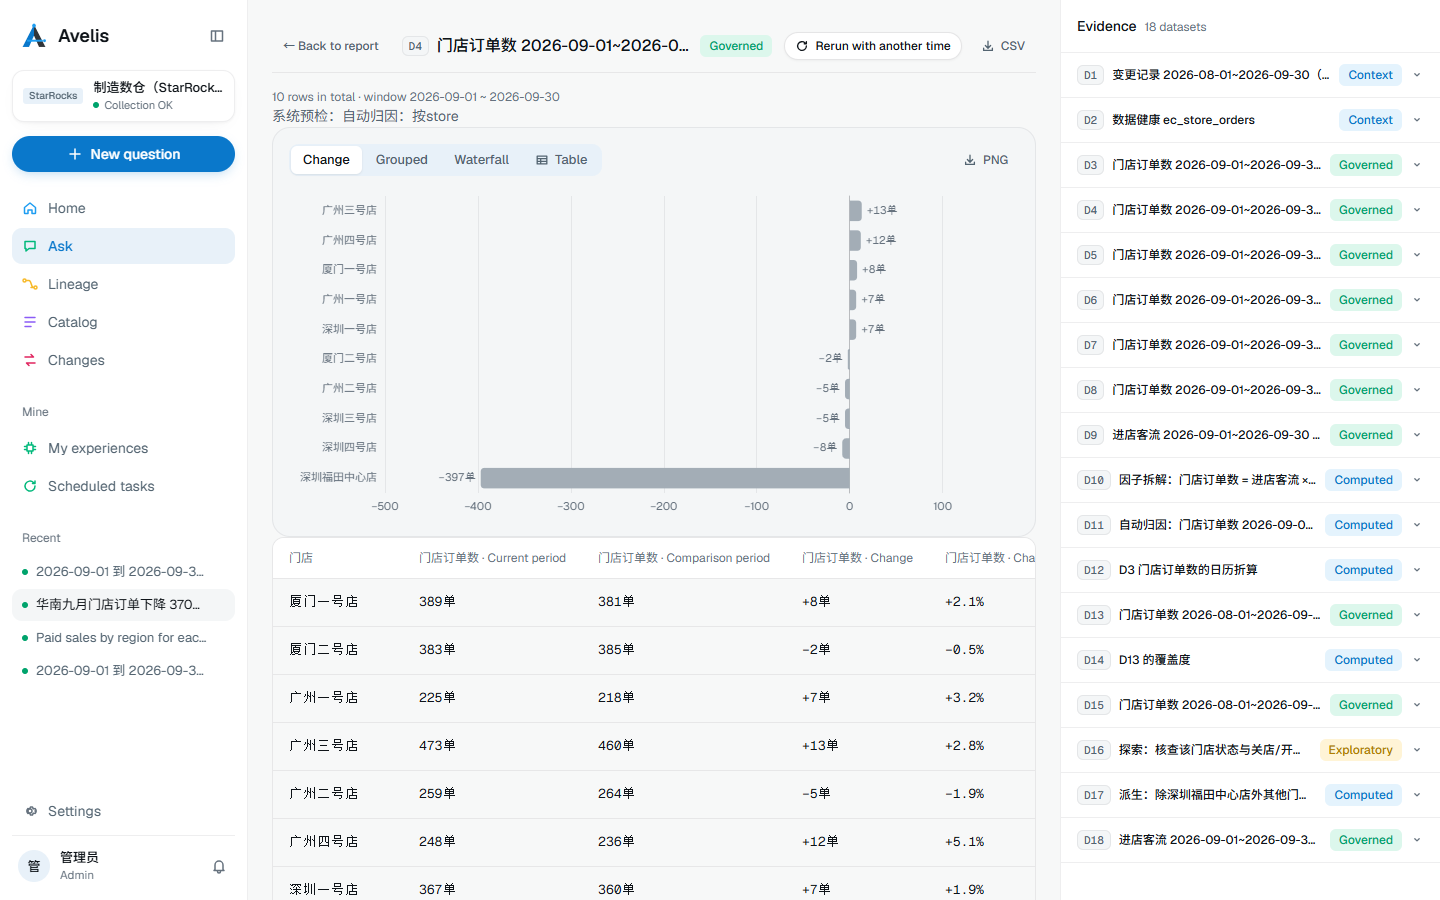 Avelis
StarRocks
制造数仓（StarRock...
Collection OK
New question
Home
Ask
Lineage
Catalog
Changes
Mine
My experiences
Scheduled tasks
Recent
2026-09-01 到 2026-09-3...
华南九月门店订单下降 370...
Paid sales by region for eac...
2026-09-01 到 2026-09-3...
Settings
管
管理员
Admin
← Back to report
D4
门店订单数 2026-09-01~2026-0...
Governed
Rerun with another time
CSV
10 rows in total · window 2026-09-01 ~ 2026-09-30
系统预检：自动归因：按store
Change
Grouped
Waterfall
Table
PNG
广州三号店 +13单
广州四号店 +12单
厦门一号店 +8单
广州一号店 +7单
深圳一号店 +7单
厦门二号店 −2单
广州二号店 −5单
深圳三号店 −5单
深圳四号店 −8单
深圳福田中心店 −397单
−500 −400 −300 −200 −100 0 100
门店 门店订单数 · Current period 门店订单数 · Comparison period 门店订单数 · Change 门店订单数 · Cha
厦门一号店 389单 381单 +8单 +2.1%
厦门二号店 383单 385单 −2单 −0.5%
广州一号店 225单 218单 +7单 +3.2%
广州三号店 473单 460单 +13单 +2.8%
广州二号店 259单 264单 −5单 −1.9%
广州四号店 248单 236单 +12单 +5.1%
深圳一号店 367单 360单 +7单 +1.9%
Evidence 18 datasets
D1 变更记录 2026-08-01~2026-09-30（... Context
D2 数据健康 ec_store_orders Context
D3 门店订单数 2026-09-01~2026-09-3... Governed
D4 门店订单数 2026-09-01~2026-09-3... Governed
D5 门店订单数 2026-09-01~2026-09-3... Governed
D6 门店订单数 2026-09-01~2026-09-3... Governed
D7 门店订单数 2026-09-01~2026-09-3... Governed
D8 门店订单数 2026-09-01~2026-09-3... Governed
D9 进店客流 2026-09-01~2026-09-30 ... Governed
D10 因子拆解：门店订单数 = 进店客流 ×... Computed
D11 自动归因：门店订单数 2026-09-0... Computed
D12 D3 门店订单数的日历折算 Computed
D13 门店订单数 2026-08-01~2026-09-... Governed
D14 D13 的覆盖度 Computed
D15 门店订单数 2026-08-01~2026-09-... Governed
D16 探索：核查该门店状态与关店/开... Exploratory
D17 派生：除深圳福田中心店外其他门... Computed
D18 进店客流 2026-09-01~2026-09-3... Governed